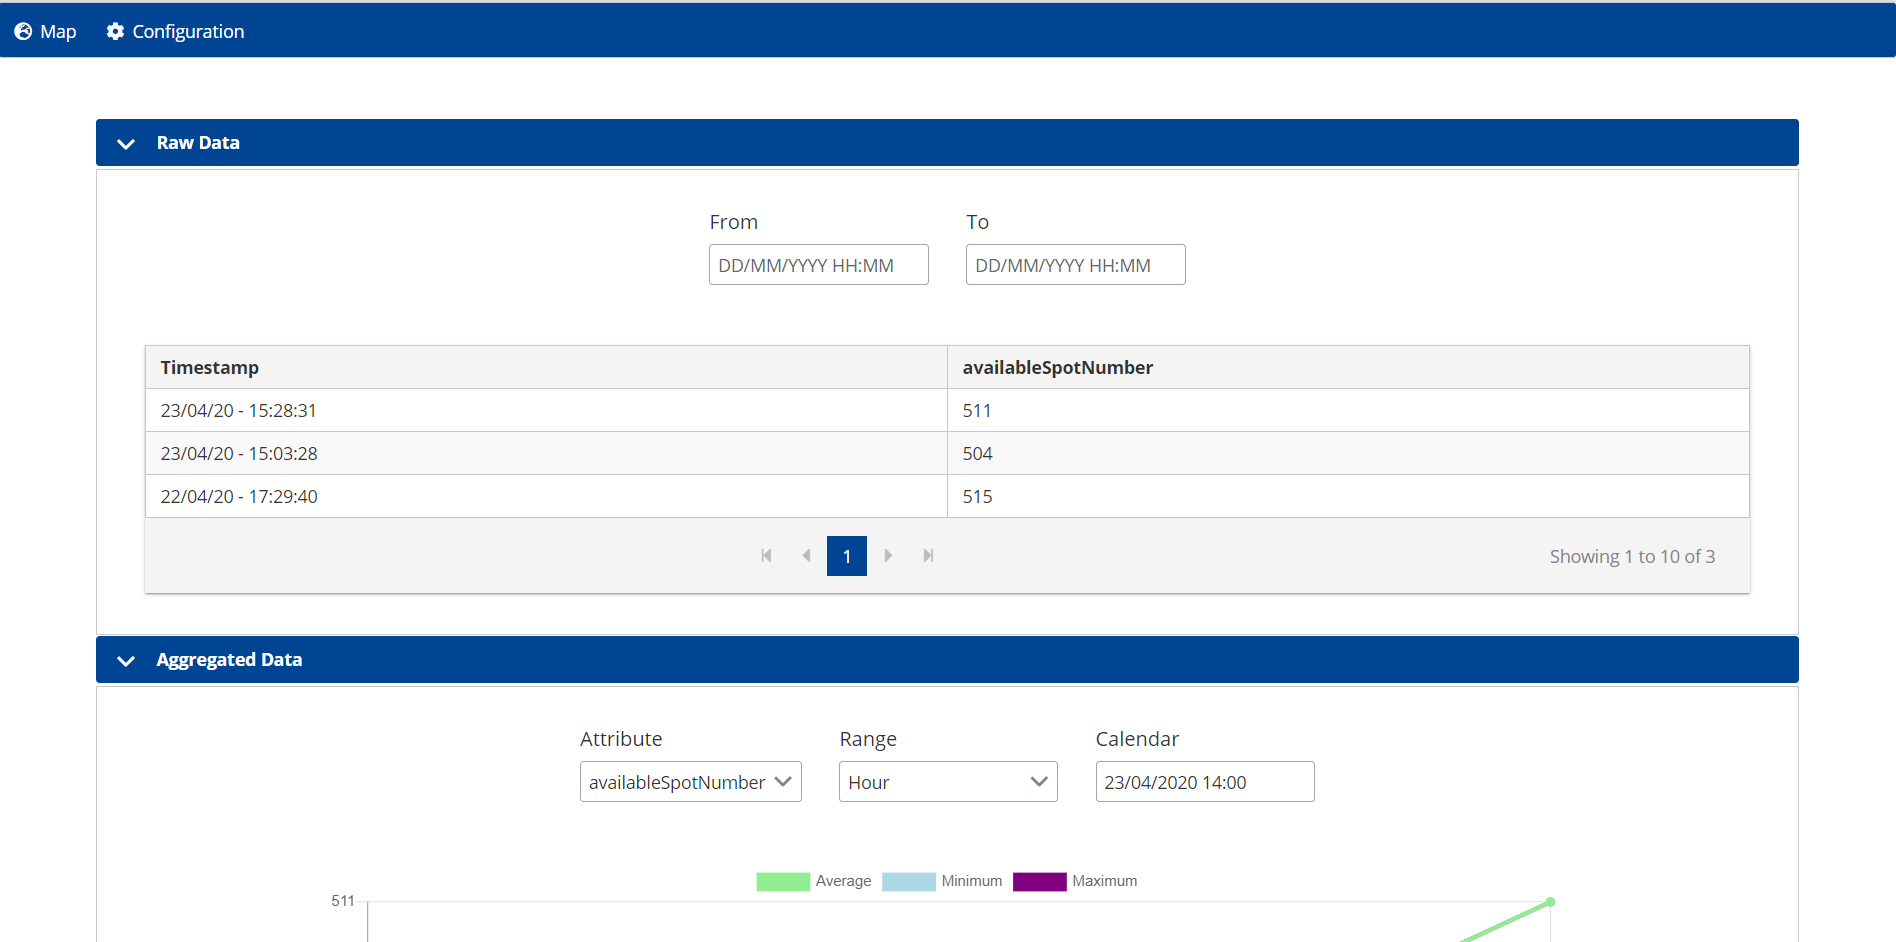 Map Configuration
Raw Data
From To
DD/MM/YYYY HH:MM DD/MM/YYYY HH:MM
Timestamp availableSpotNumber
23/04/20 - 15:28:31 511
23/04/20 - 15:03:28 504
22/04/20 - 17:29:40 515
1 Showing 1 to 10 of 3
Aggregated Data
Attribute Range Calendar
availableSpotNumber Hour 23/04/2020 14:00
Average Minimum Maximum
511